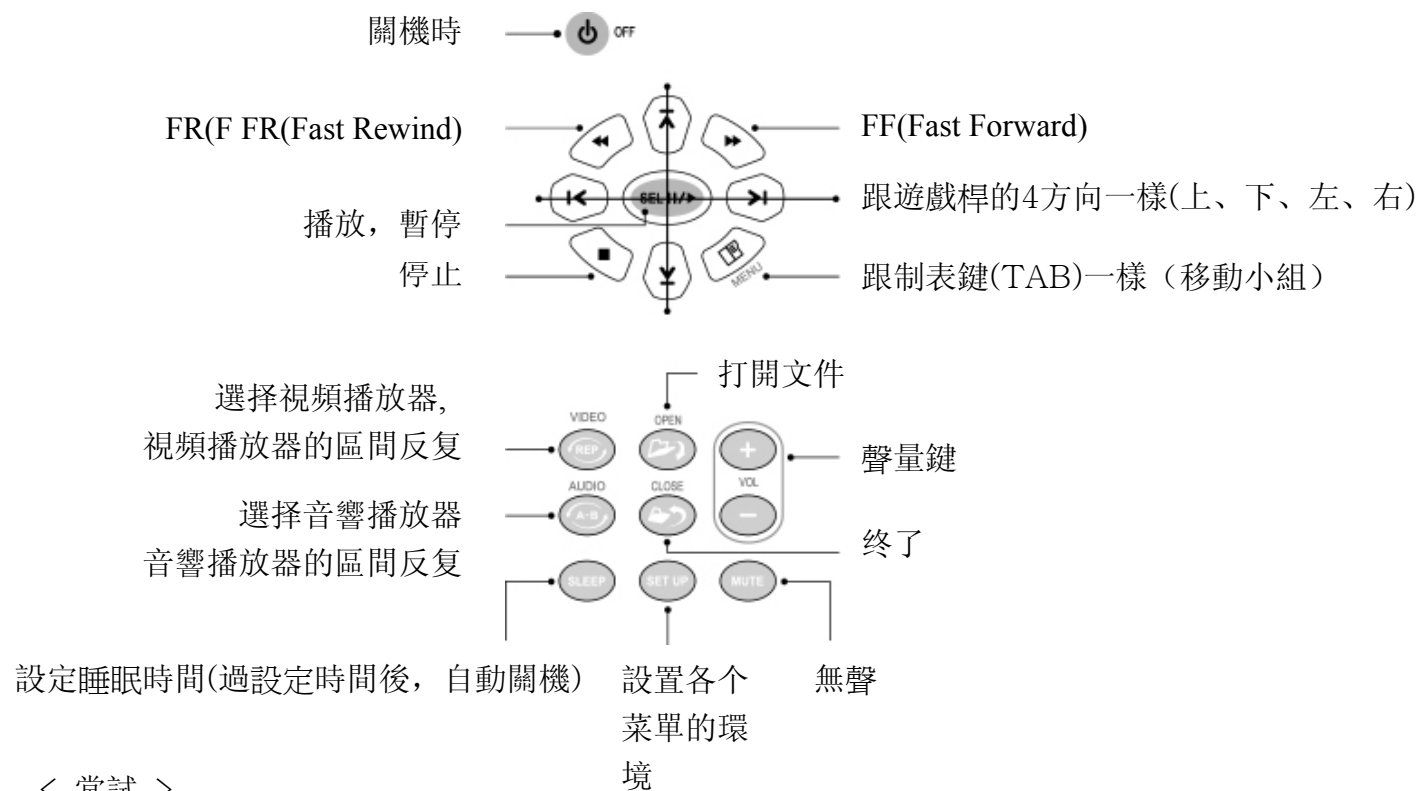 關機時
OFF
FR(F FR(Fast Rewind)
FF(Fast Forward)
SEL II/▶
跟遊戲桿的4方向一樣(上、下、左、右)
播放，暫停
停止
MENU
跟制表鍵(TAB)一樣（移動小組）
打開文件
選择視頻播放器,
視頻播放器的區間反复
VIDEO
OPEN
REP
聲量鍵
AUDIO
CLOSE
VOL
A-B
選择音響播放器
音響播放器的區間反复
终了
SLEEP
SET UP
MUTE
設定睡眠時間(過設定時間後，自動關機)
設置各个
菜單的環
境
無聲